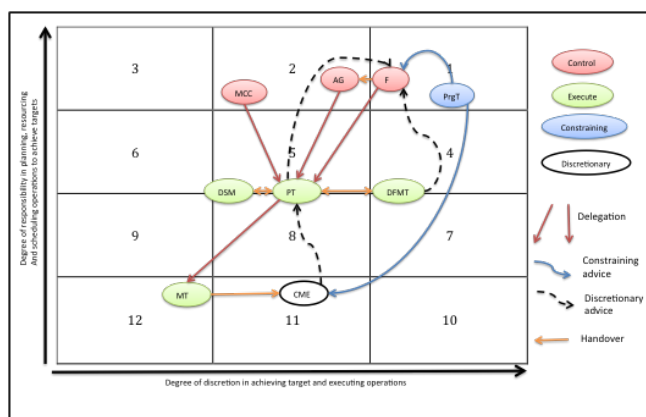 Degree of responsibility in planning, resourcing
And scheduling operations to achieve targets
3
2
1
AG
F
MCC
PrgT
6
5
4
DSM
PT
DFMT
9
8
7
MT
CME
12
11
10
Degree of discretion in achieving target and executing operations
Control
Execute
Constraining
Discretionary
Delegation
Constraining
advice
Discretionary
advice
Handover